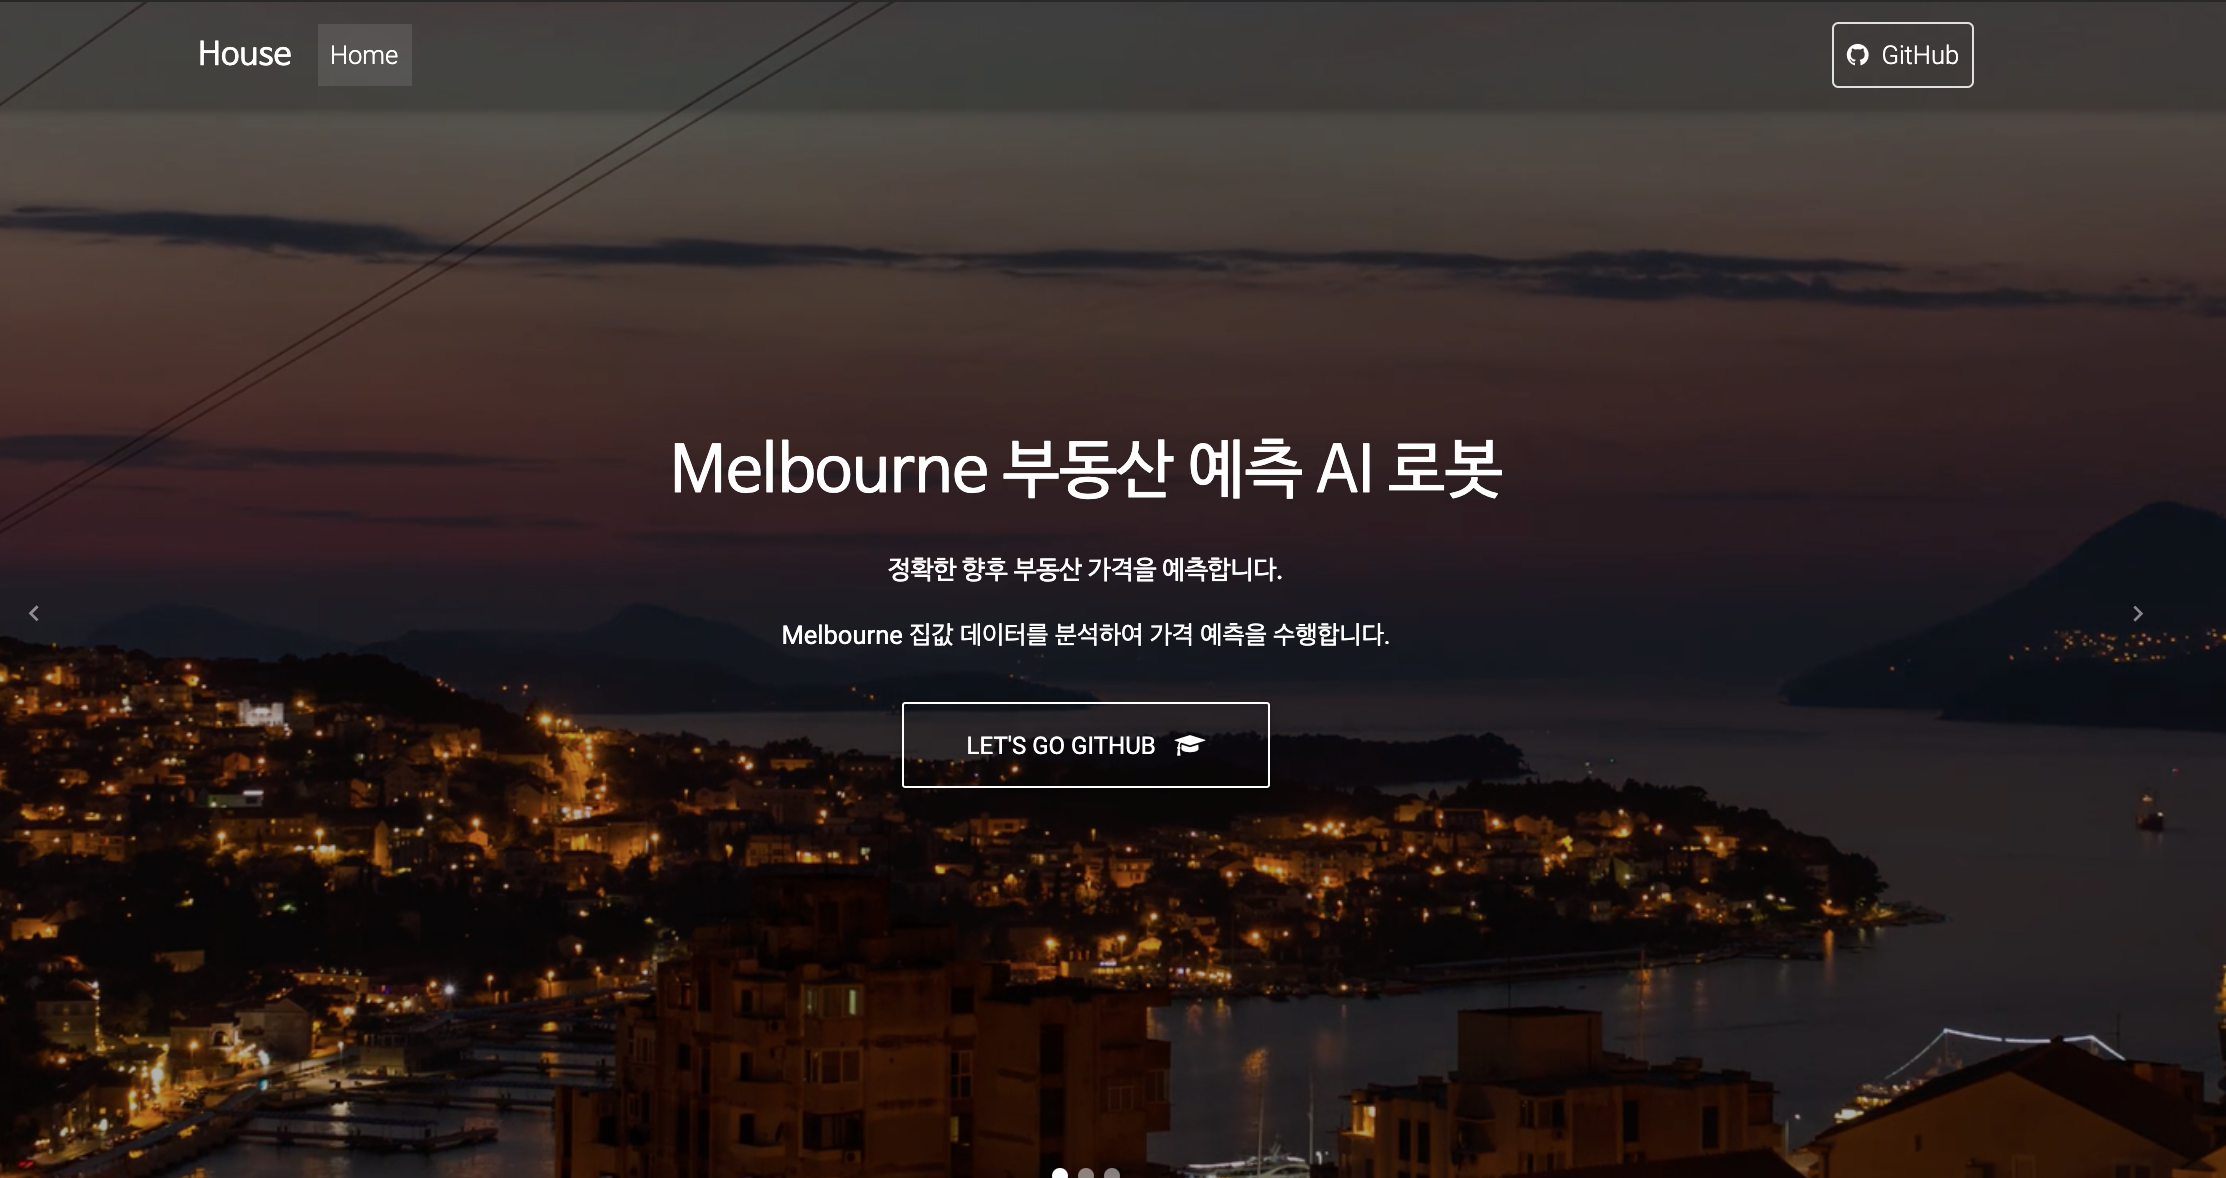 House
Home
GitHub
Melbourne 부동산 예측 AI 로봇
정확한 향후 부동산 가격을 예측합니다.
Melbourne 집값 데이터를 분석하여 가격 예측을 수행합니다.
LET'S GO GITHUB